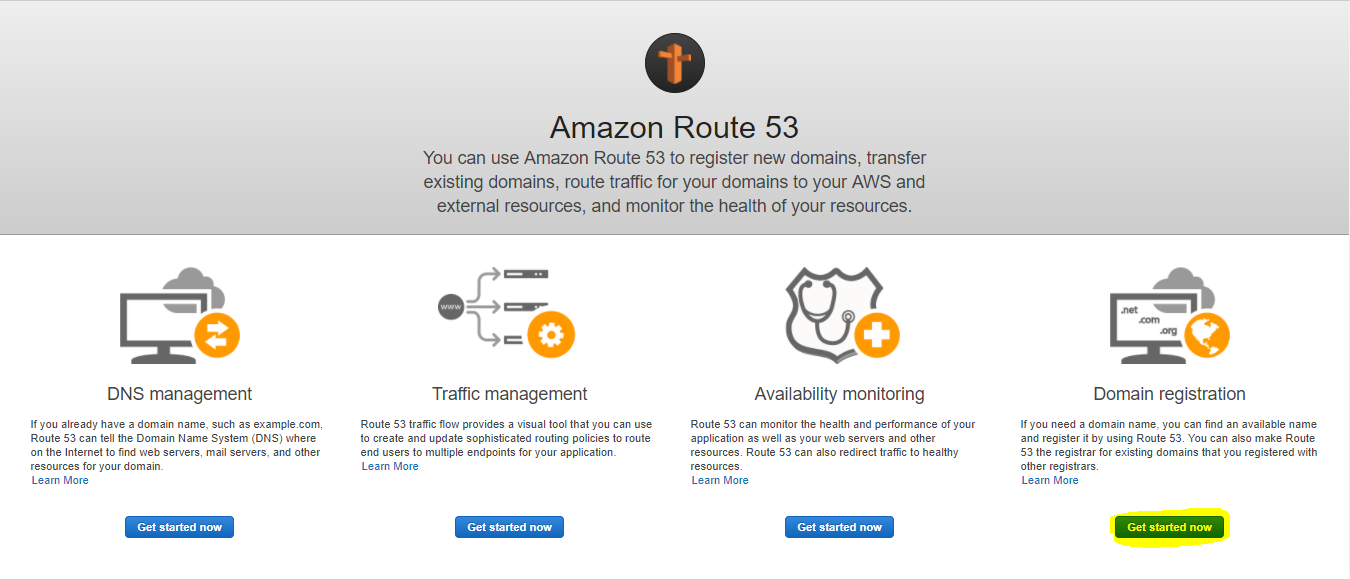 Amazon Route 53
You can use Amazon Route 53 to register new domains, transfer
existing domains, route traffic for your domains to your AWS and
external resources, and monitor the health of your resources.
DNS management
If you already have a domain name, such as example.com,
Route 53 can tell the Domain Name System (DNS) where
on the Internet to find web servers, mail servers, and other
resources for your domain.
Learn More
Get started now
www
Traffic management
Route 53 traffic flow provides a visual tool that you can use
to create and update sophisticated routing policies to route
end users to multiple endpoints for your application.
Learn More
Get started now
Availability monitoring
Route 53 can monitor the health and performance of your
application as well as your web servers and other
resources. Route 53 can also redirect traffic to healthy
resources.
Learn More
Get started now
.net
.com
.org
Domain registration
If you need a domain name, you can find an available name
and register it by using Route 53. You can also make Route
53 the registrar for existing domains that you registered with
other registrars.
Learn More
Get started now